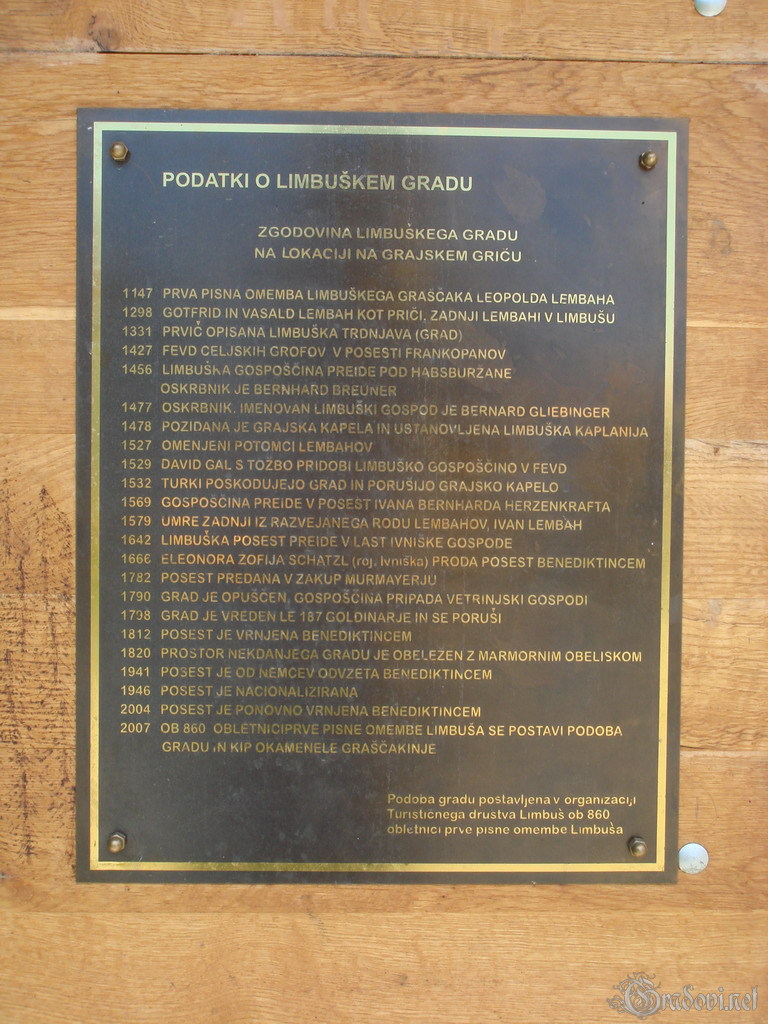 PODATKI O LIMBUŠKEM GRADU
ZGODOVINA LIMBUŠKEGA GRADU
NA LOKACIJI NA GRAJSKEM GRIČU
1147 PRVA PISNA OMEMBA LIMBUŠKEGA GRAŠČAKA LEOPOLDA LEMBAHA
1298 GOTFRID IN VASALD LEMBAH KOT PRIČI, ZADNJI LEMBAHI V LIMBUŠU
1331 PRVIČ OPISANA LIMBUŠKA TRDNJAVA (GRAD)
1427 FEVD CELJSKIH GROFOV V POSESTI FRANKOPANOV
1456 LIMBUŠKA GOSPOŠČINA PREIDE POD HABSBURŽANE
OSKRBNIK JE BERNHARD BREUNER
1477 OSKRBNIK, IMENOVAN LIMBUŠKI GOSPOD JE BERNARD GLIEBINGER
1478 POZIDANA JE GRAJSKA KAPELA IN USTANOVLJENA LIMBUŠKA KAPLANIJA
1527 OMENJENI POTOMCI LEMBAHOV
1529 DAVID GAL S TOŽBO PRIDOBI LIMBUŠKO GOSPOŠČINO V FEVD
1532 TURKI POŠKODUJEJO GRAD IN PORUŠIJO GRAJSKO KAPELO
1569 GOSPOŠČINA PREIDE V POSEST IVANA BERNHARDA HERZENKRAFTA
1579 UMRE ZADNJI IZ RAZVEJANEGA RODU LEMBAHOV, IVAN LEMBAH
1642 LIMBUŠKA POSEST PREIDE V LAST IVNIŠKE GOSPODE
1666 ELEONORA ZOFIJA SCHATZL (roj. Ivniška) PRODA POSEST BENEDIKTINCEM
1782 POSEST PREDANA V ZAKUP MURMAYERJU
1790 GRAD JE OPUŠČEN, GOSPOŠČINA PRIPADA VETRINJSKI GOSPODI
1798 GRAD JE VREDEN LE 187 GOLDINARJE IN SE PORUŠI
1812 POSEST JE VRNJENA BENEDIKTINCEM
1820 PROSTOR NEKDANJEGA GRADU JE OBELEŽEN Z MARMORNIM OBELISKOM
1941 POSEST JE OD NEMCEV ODVZETA BENEDIKTINCEM
1946 POSEST JE NACIONALIZIRANA
2004 POSEST JE PONOVNO VRNJENA BENEDIKTINCEM
2007 OB 860 OBLETNICIPRVE PISNE OMEMBE LIMBUŠA SE POSTAVI PODOBA
GRADU IN KIP OKAMENELE GRAŠČAKINJE
Podoba gradu postavljena v organizaciji
Turističnega društva Limbuš ob 860
obletnici prve pisne omembe Limbuša
Gradovi.net